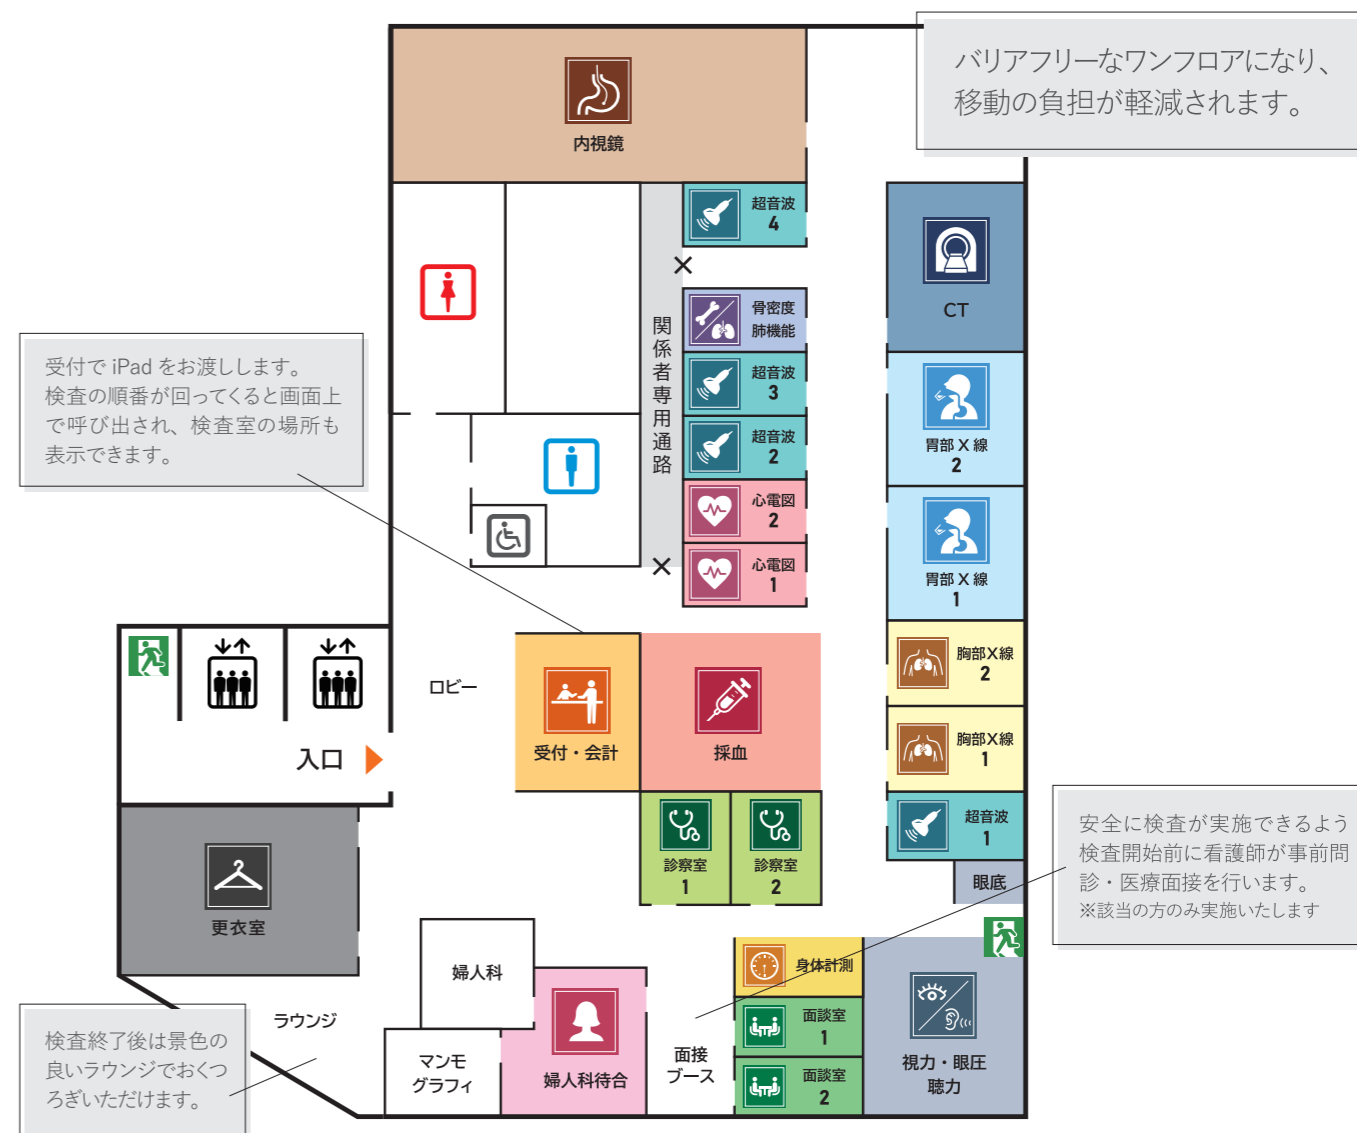 バリアフリーなワンフロアになり、
移動の負担が軽減されます。
内視鏡
超音波
4
CT
関係者専用通路
骨密度
肺機能
超音波
3
超音波
2
心電図
2
心電図
1
胃部X線
2
胃部X線
1
受付で iPad をお渡しします。
検査の順番が回ってくると画面上
で呼び出され、検査室の場所も
表示できます。
胸部X線
2
胸部X線
1
ロビー
受付・会計
採血
入口
超音波
1
診察室
1
診察室
2
眼底
安全に検査が実施できるよう
検査開始前に看護師が事前問
診・医療面接を行います。
※該当の方のみ実施いたします
更衣室
婦人科
身体計測
ラウンジ
面談室
1
検査終了後は景色の
良いラウンジでおくつ
ろぎいただけます。
マンモ
グラフィ
婦人科待合
面接
ブース
面談室
2
視力・眼圧
聴力